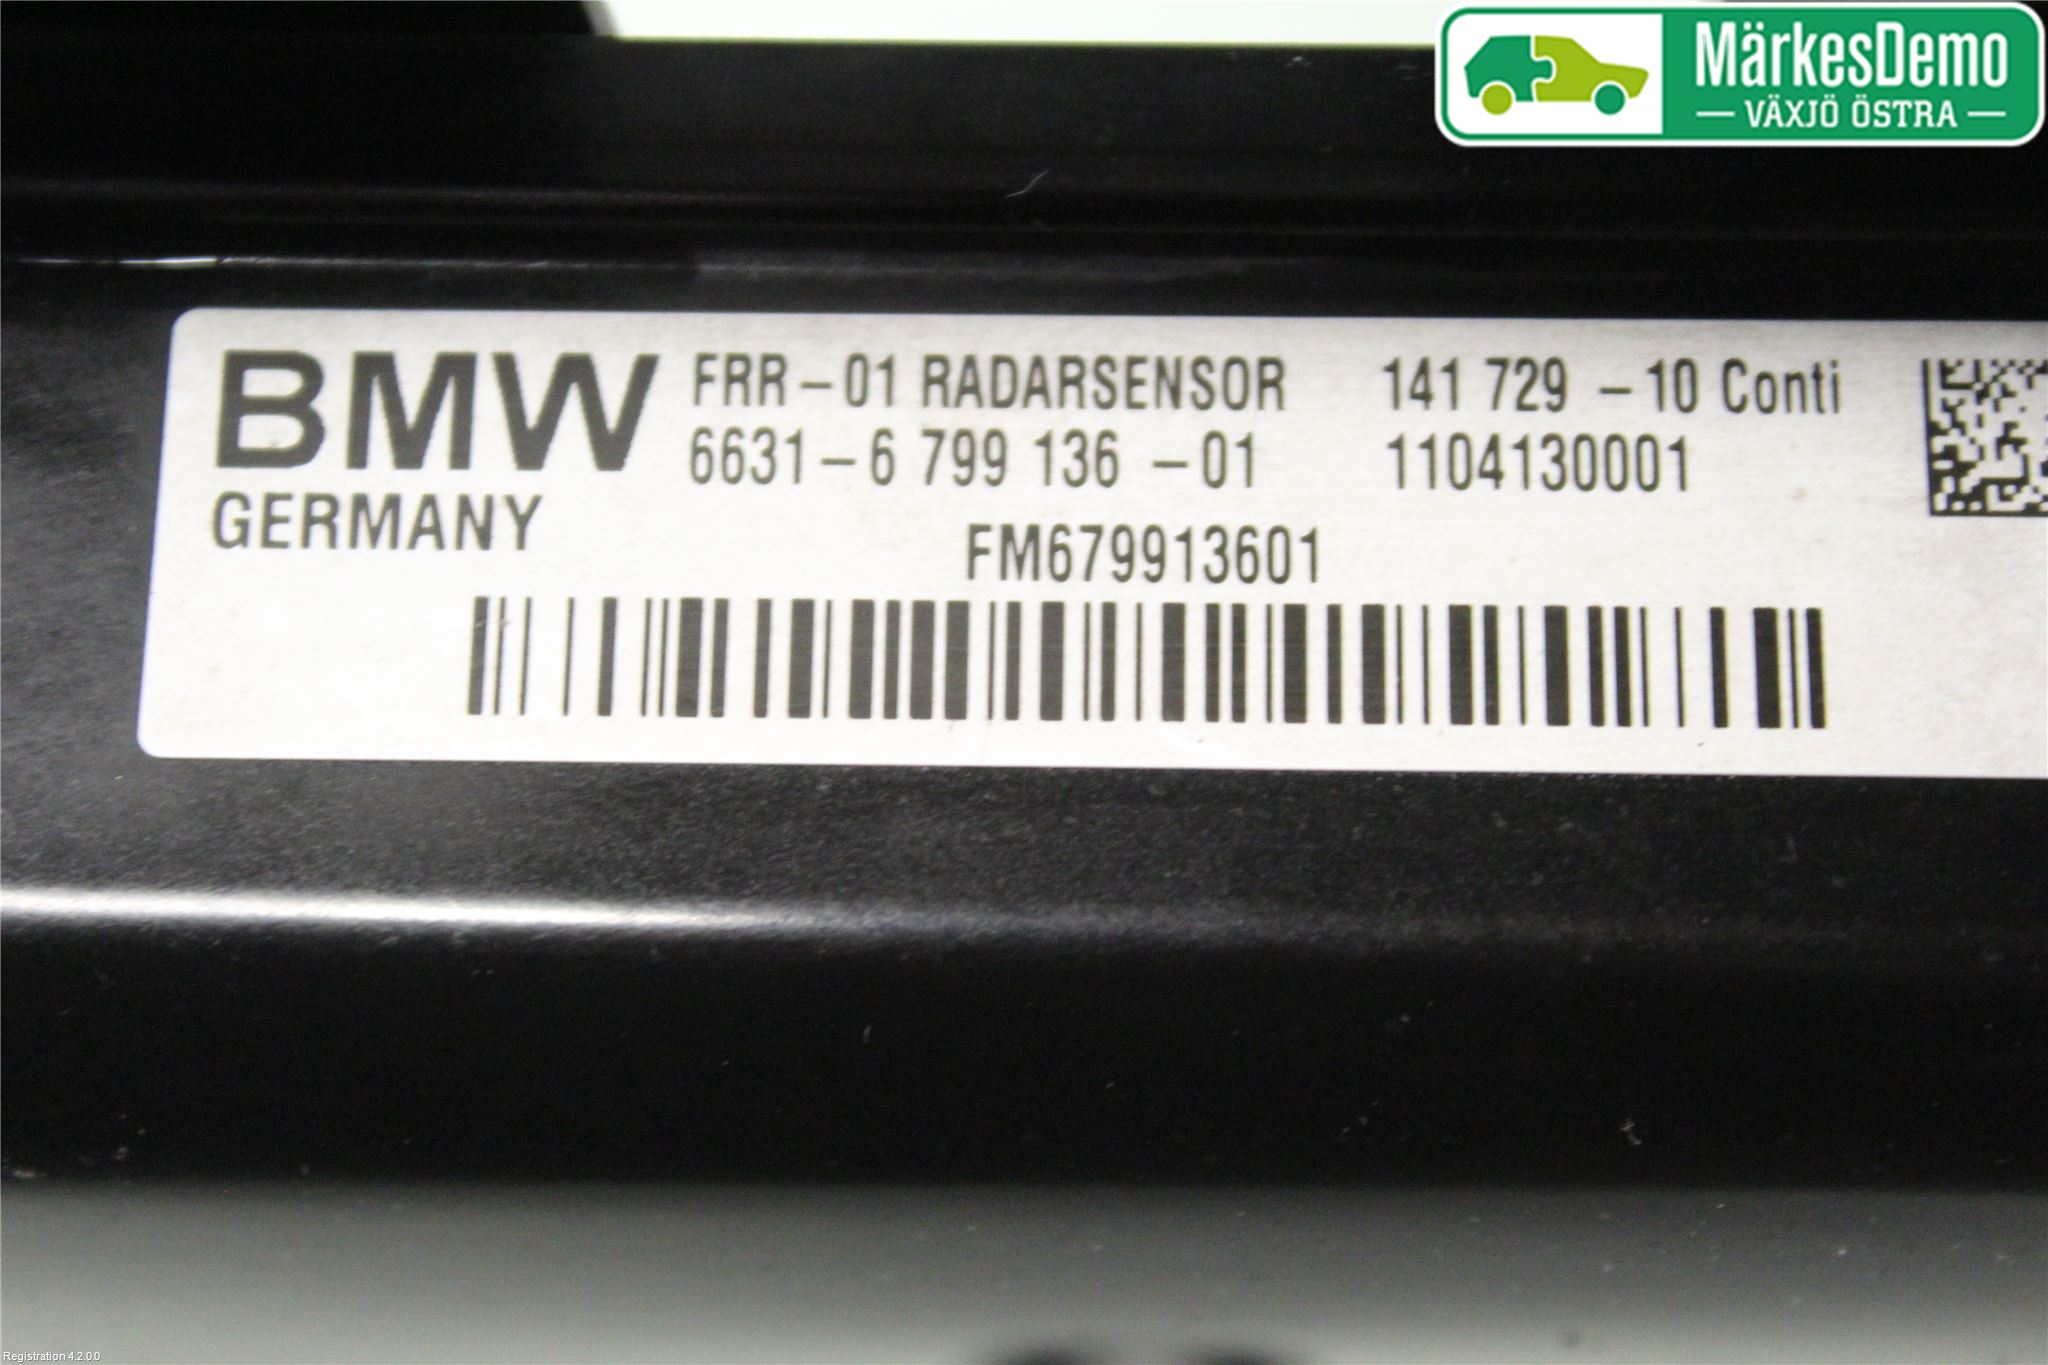 MärkesDemo
— VÄXJÖ ÖSTRA —
BMW
GERMANY
FRR-01 RADARSENSOR 141 729 -10 Conti
6631-6 799 136 -01 1104130001
FM679913601
Registration 4.2.0.0